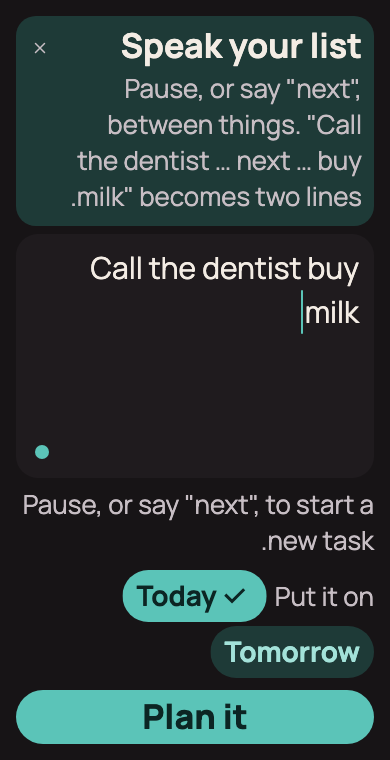 Speak your list
Pause, or say "next",
between things. "Call
the dentist … next … buy
.milk" becomes two lines
Call the dentist buy
milk
Pause, or say "next", to start a
.new task
Put it on
Today
Tomorrow
Plan it